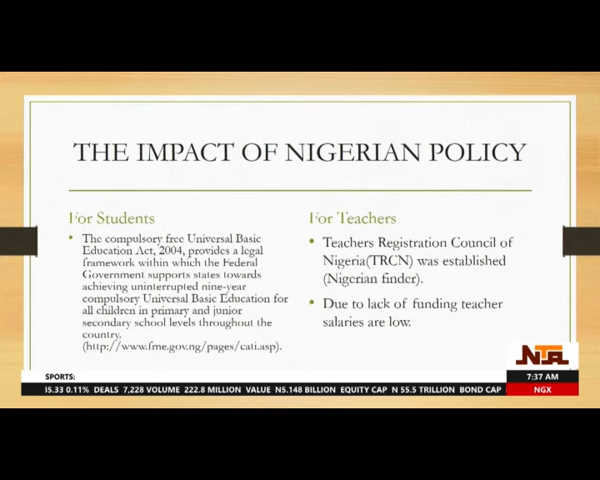 THE IMPACT OF NIGERIAN POLICY
For Students
• The compulsory free Universal Basic
Education Act, 2004, provides a legal
framework within which the Federal
Government supports states towards
achieving uninterrupted nine-year
compulsory Universal Basic Education for
all children in primary and junior
secondary school levels throughout the
country.
(http://www.fme.gov.ng/pages/cati.asp).
For Teachers
• Teachers Registration Council of
Nigeria(TRCN) was established
(Nigerian finder).
• Due to lack of funding teacher
salaries are low.
NTA
SPORTS:
7:37 AM
5.33 0.11% DEALS 7,228 VOLUME 222.8 MILLION VALUE N5.148 BILLION EQUITY CAP N 55.5 TRILLION BOND CAP
NGX